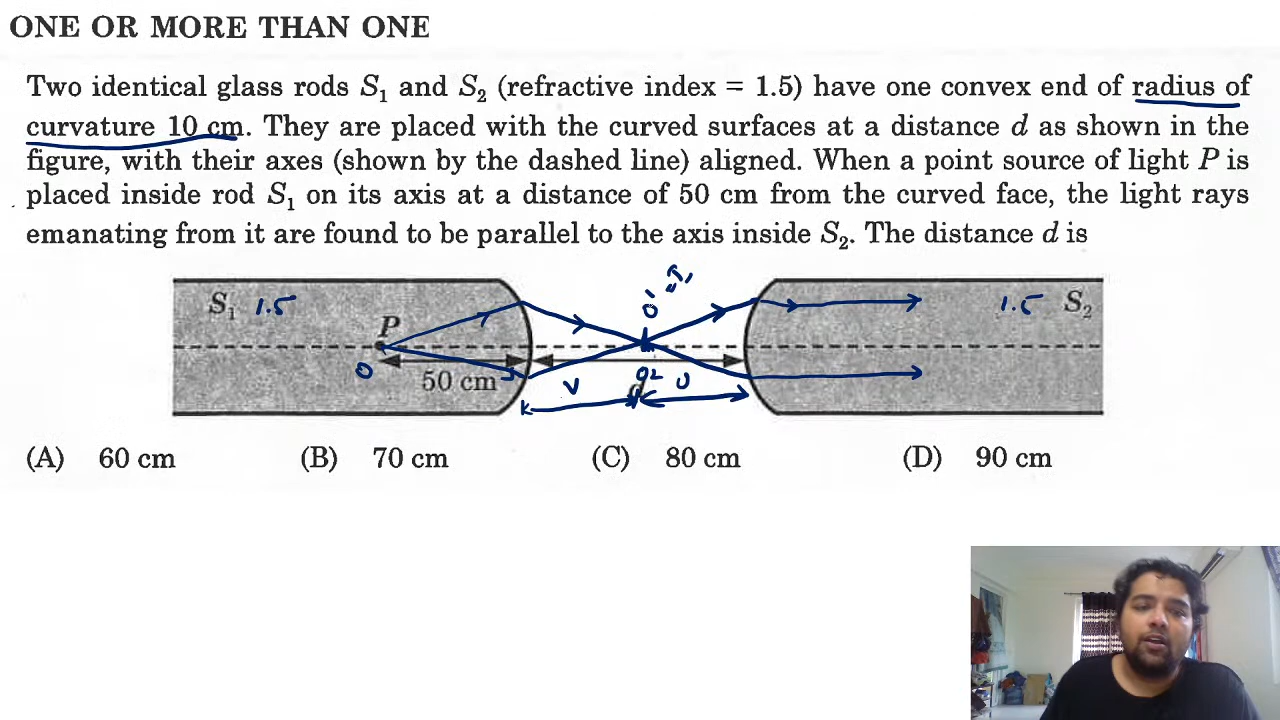 ONE OR MORE THAN ONE
Two identical glass rods S₁ and S₂ (refractive index = 1.5) have one convex end of radius of
curvature 10 cm. They are placed with the curved surfaces at a distance d as shown in the
figure, with their axes (shown by the dashed line) aligned. When a point source of light P is
placed inside rod S₁ on its axis at a distance of 50 cm from the curved face, the light rays
emanating from it are found to be parallel to the axis inside S₂. The distance d is
S₁ 1.5
P
O
50 cm
V
d
U
O'
1.5 S₂
(A) 60 cm (B) 70 cm (C) 80 cm (D) 90 cm